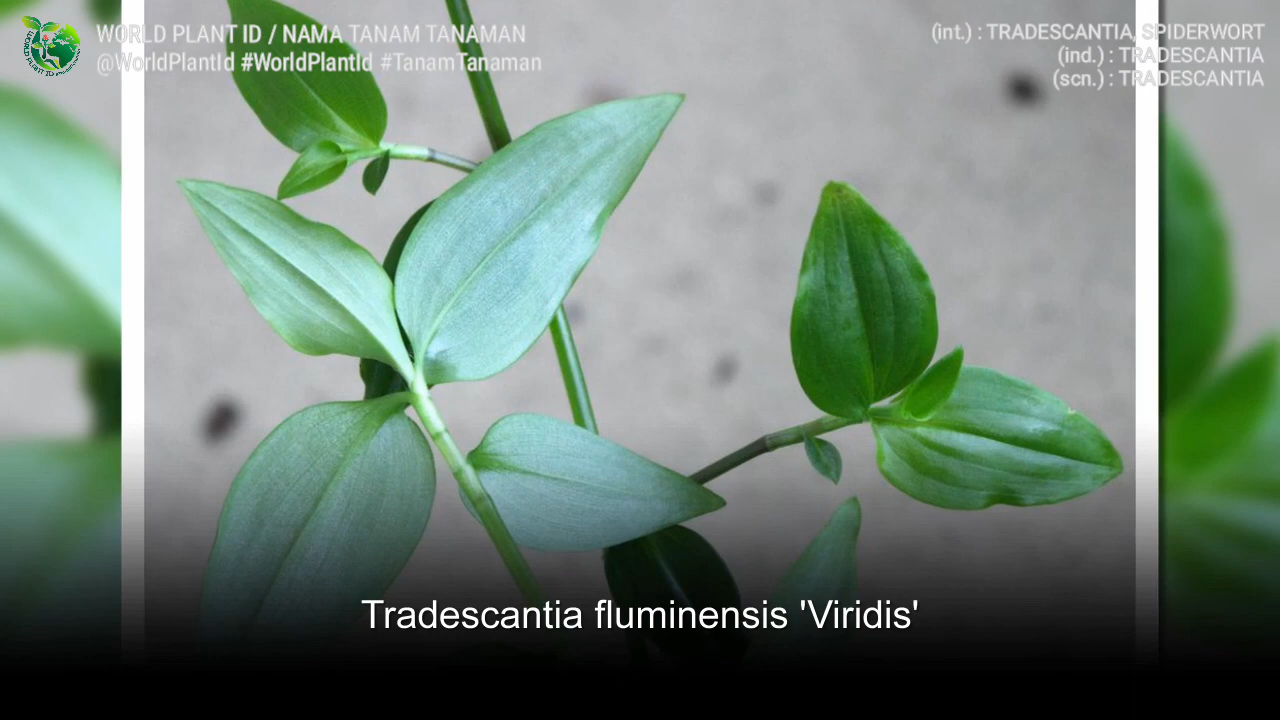 WORLD PLANT ID / NAMA TANAM TANAMAN
@WorldPlantId #WorldPlantId #TanamTanaman
(int.) : TRADESCANTIA, SPIDERWORT
(ind.) : TRADESCANTIA
(scn.) : TRADESCANTIA
Tradescantia fluminensis 'Viridis'